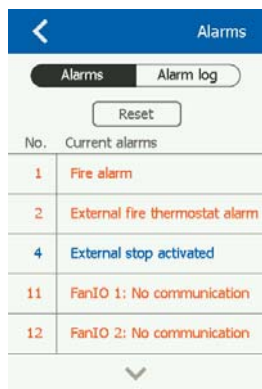 Alarms
Alarms Alarm log
Reset
No. Current alarms
1 Fire alarm
2 External fire thermostat alarm
4 External stop activated
11 FanIO 1: No communication
12 FanIO 2: No communication